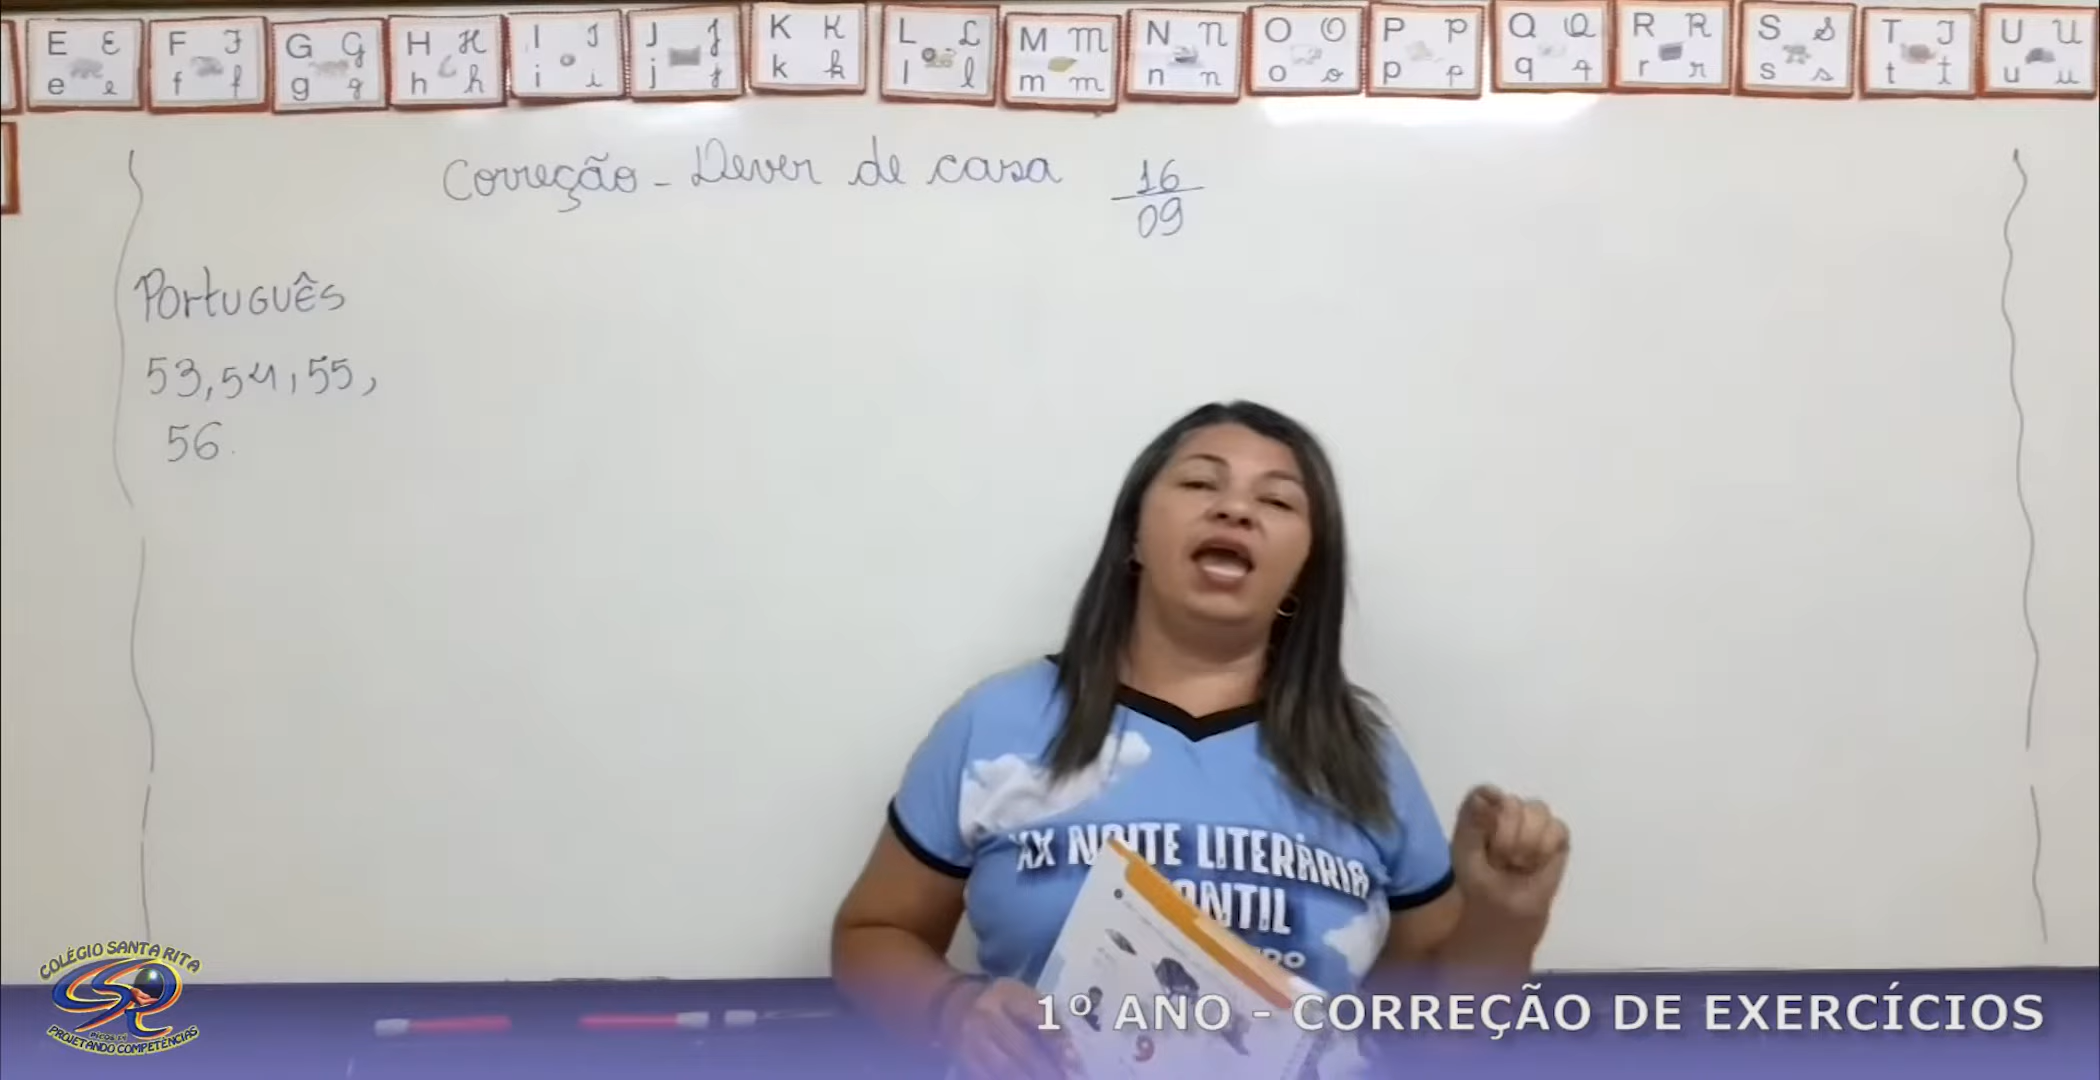 E E F F G G H H I I J J K K L L M M N N O O P P Q Q R R S S T T U U
e e f f g g h h i i j j k k l l m m n n o o p p q q r r s s t t u u
Correção - Dever de casa 16/09
Português
53, 54, 55,
56.
XX NOITE LITERÁRIA
COLÉGIO SANTA RITA
PROJETANDO COMPETÊNCIAS
9
1º ANO - CORREÇÃO DE EXERCÍCIOS